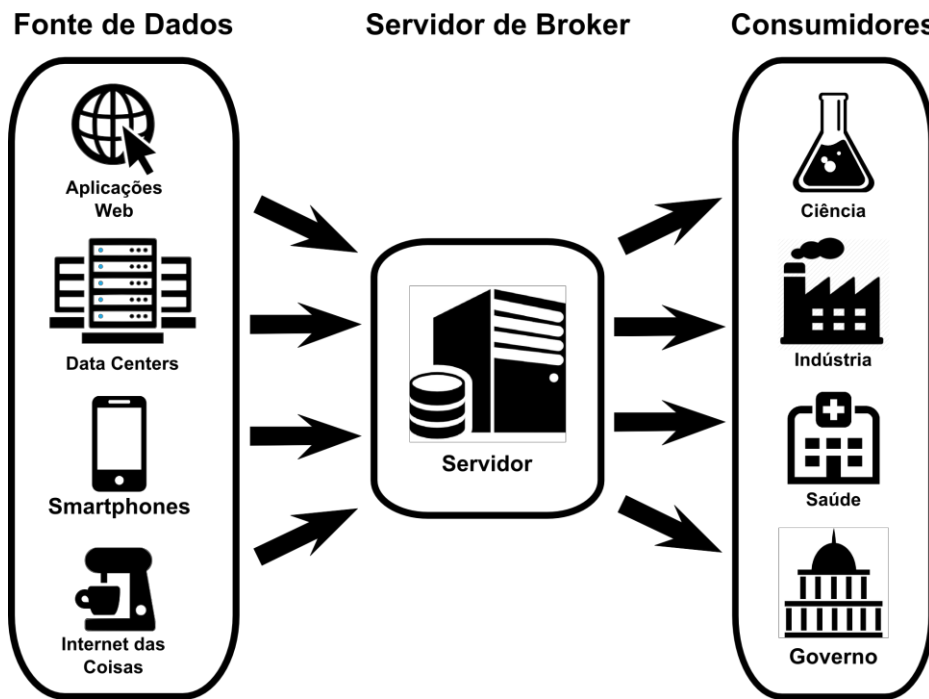 Fonte de Dados
Servidor de Broker
Consumidores
Aplicações
Web
Data Centers
Smartphones
Internet das
Coisas
Servidor
Ciência
Indústria
Saúde
Governo